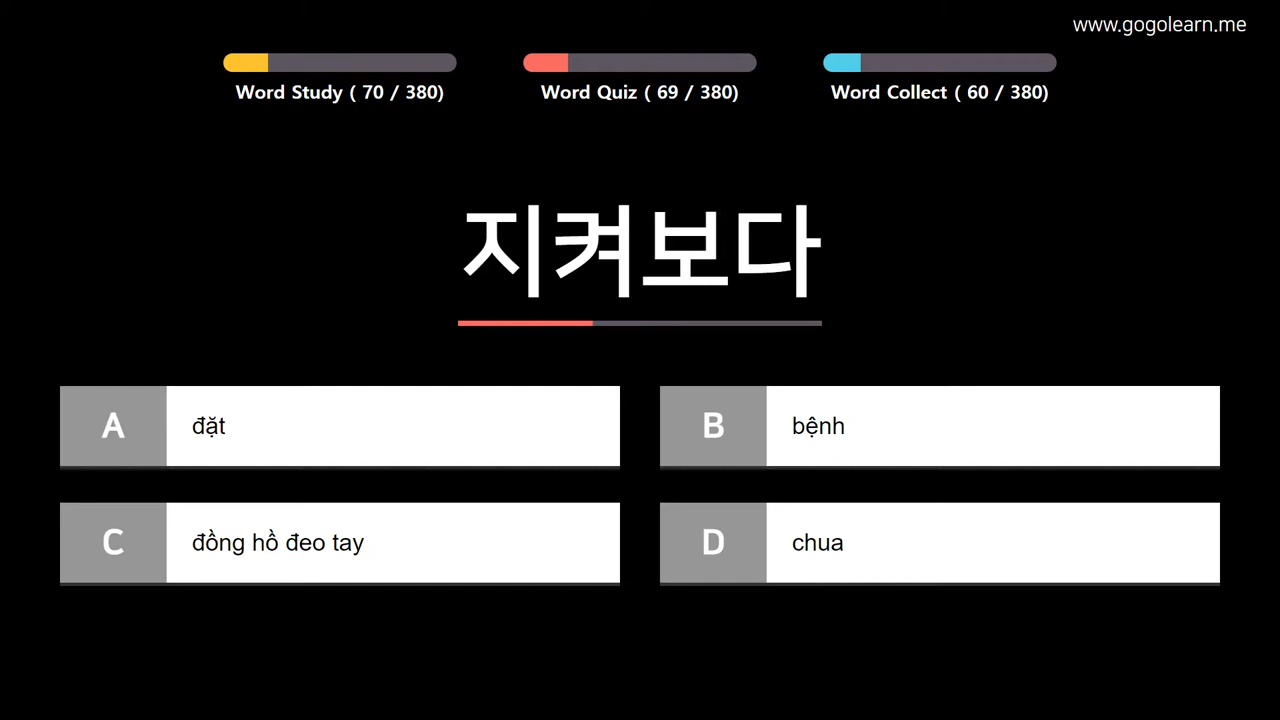 www.gogolearn.me
Word Study ( 70 / 380)
Word Quiz ( 69 / 380)
Word Collect ( 60 / 380)
지켜보다
A đặt
B bệnh
C đồng hồ đeo tay
D chua